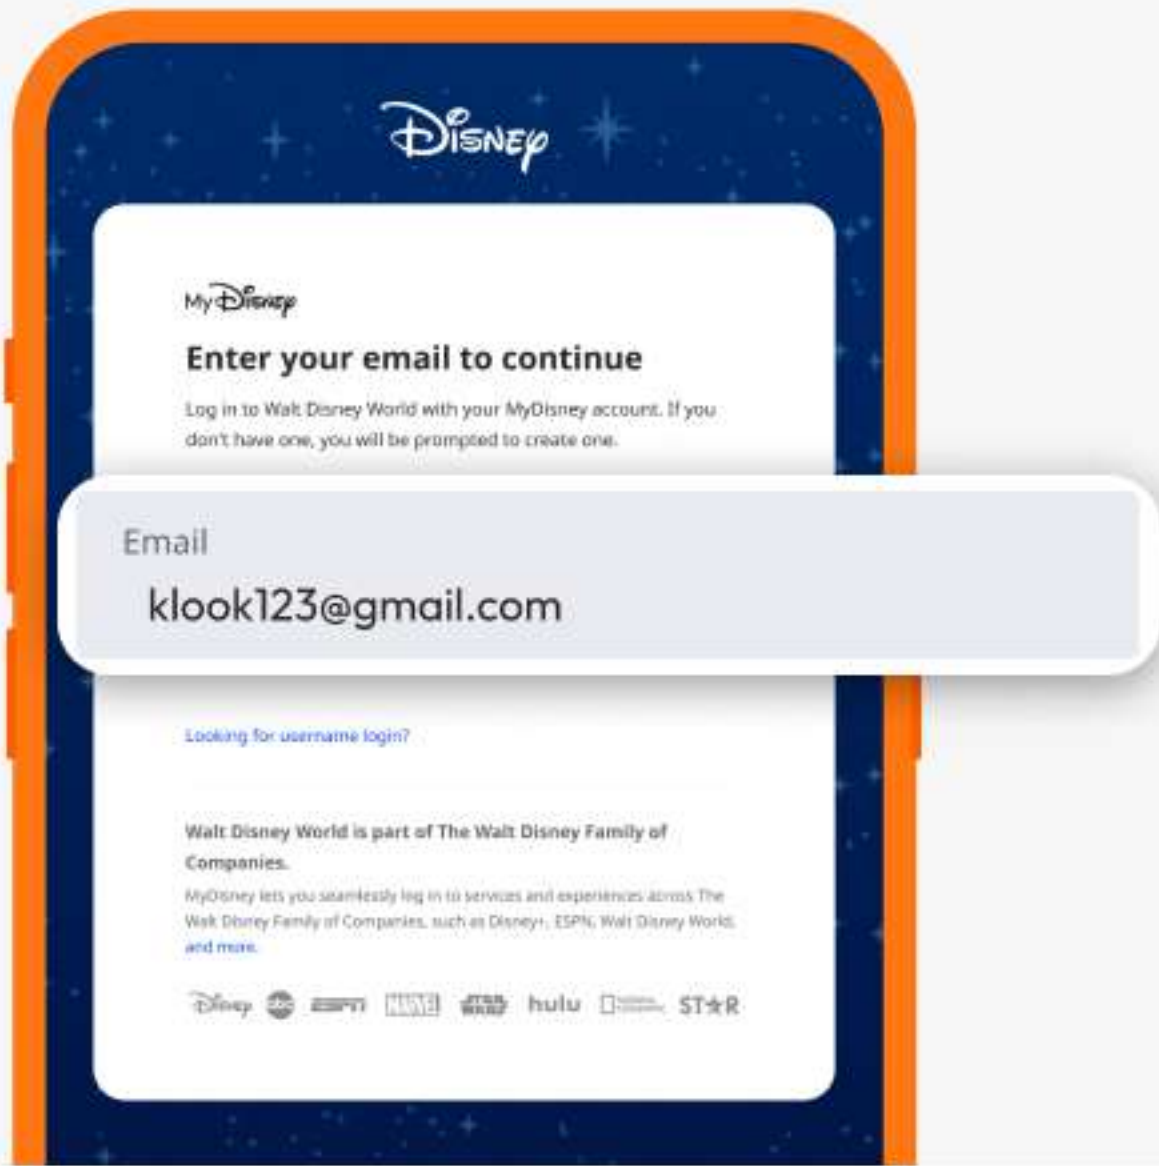 Disney
My Disney
Enter your email to continue
Log in to Walt Disney World with your MyDisney account. If you
don't have one, you will be prompted to create one.
Email
klook123@gmail.com
Looking for username login?
Walt Disney World is part of The Walt Disney Family of
Companies.
MyDisney lets you seamlessly log in to services and experiences across The
Walt Disney Family of Companies, such as Disney+, ESPN, Walt Disney World,
and more.
Disney abc ESPN MARVEL STAR WARS hulu STAR